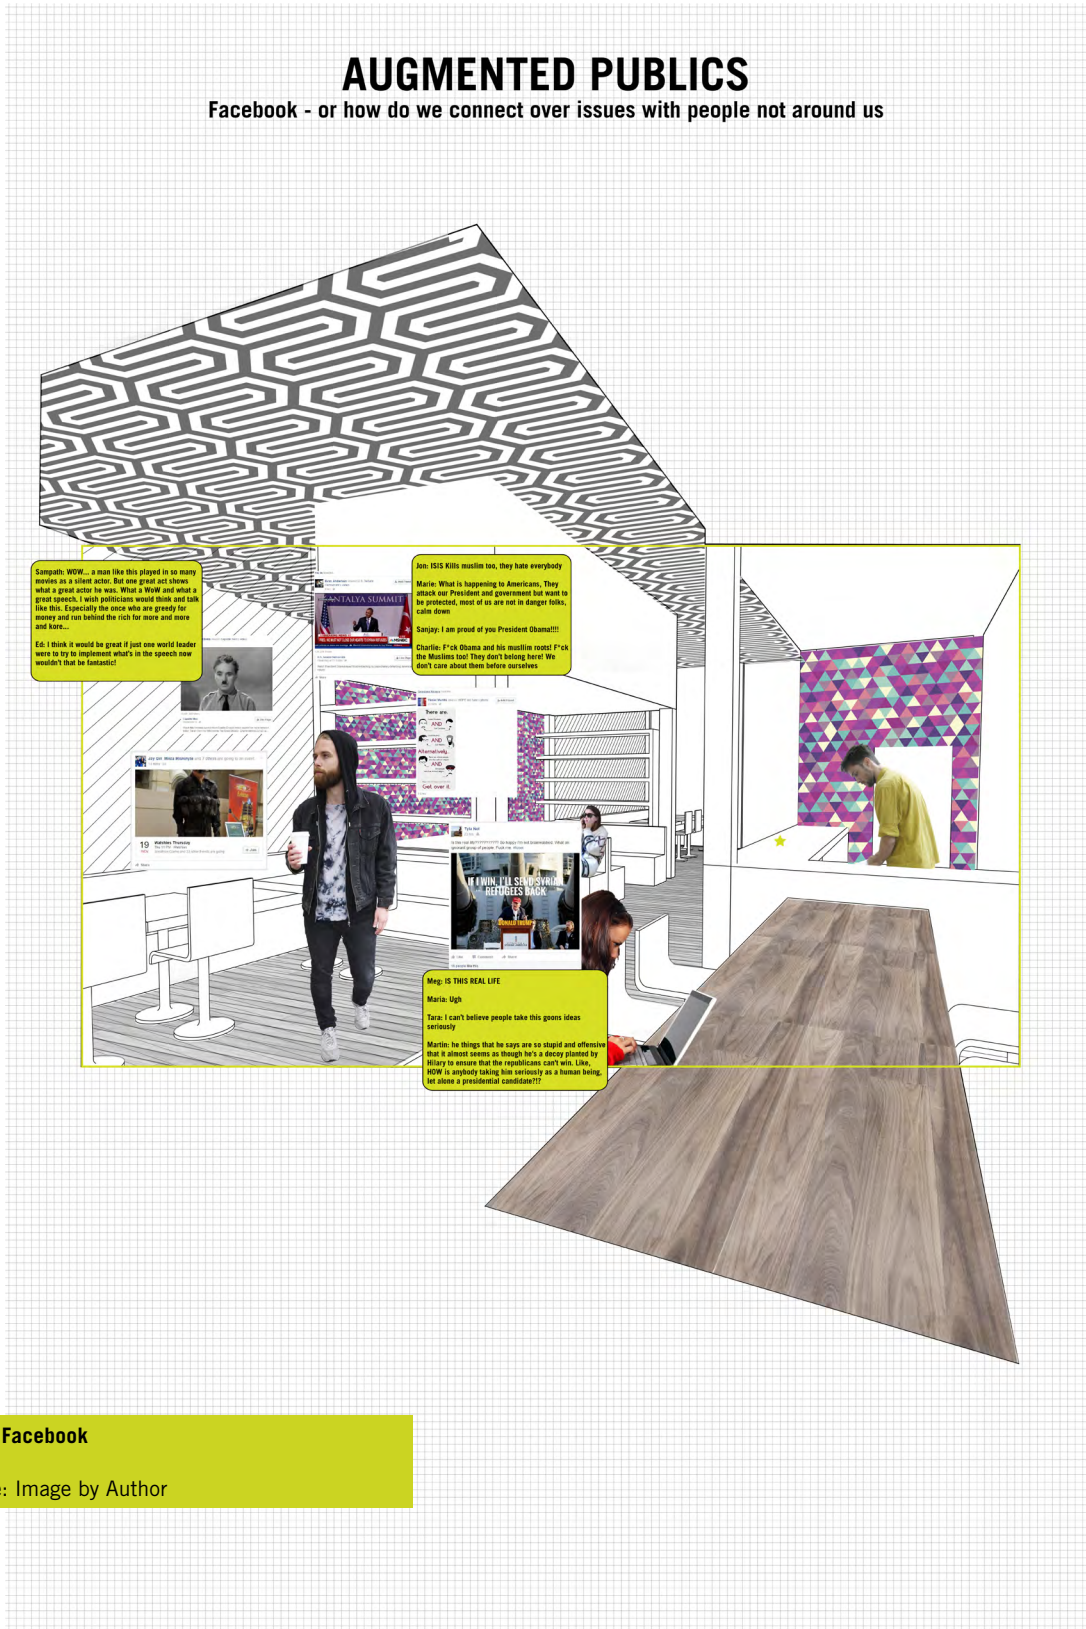 AUGMENTED PUBLICS
Facebook - or how do we connect over issues with people not around us
Sampath: WOW... a man like this played in so many
movies as a silent actor. But one great act shows
what a great actor he was. What a WoW and what a
great speech. I wish politicians would think and talk
like this. Especially the once who are greedy for
money and run behind the rich for more and more
and kore...
Ed: I think it would be great if just one world leader
were to try to implement what's in the speech now
wouldn't that be fantastic!
ANTALYA SUMMIT
Jon: ISIS Kills muslim too, they hate everybody
Marie: What is happening to Americans, They
attack our President and government but want to
be protected, most of us are not in danger folks,
calm down
Sanjay: I am proud of you President Obama!!!!
Charlie: F*ck Obama and his musllim roots! F*ck
the Muslims too! They don't belong here! We
don't care about them before ourselves
There are.
AND
AND
Alternatively..
AND
Get over it.
19
Watchies Thursday
Share
IF I WIN, I'LL SEND SYRIAN
REFUGEES BACK
DONALD TRUMP
Like Comment Share
Meg: IS THIS REAL LIFE
Maria: Ugh
Tara: I can't believe people take this goons ideas
seriously
Martin: he things that he says are so stupid and offensive
that it almost seems as though he's a decoy planted by
Hilary to ensure that the republicans can't win. Like,
HOW is anybody taking him seriously as a human being,
let alone a presidential candidate?!?
Facebook
e: Image by Author